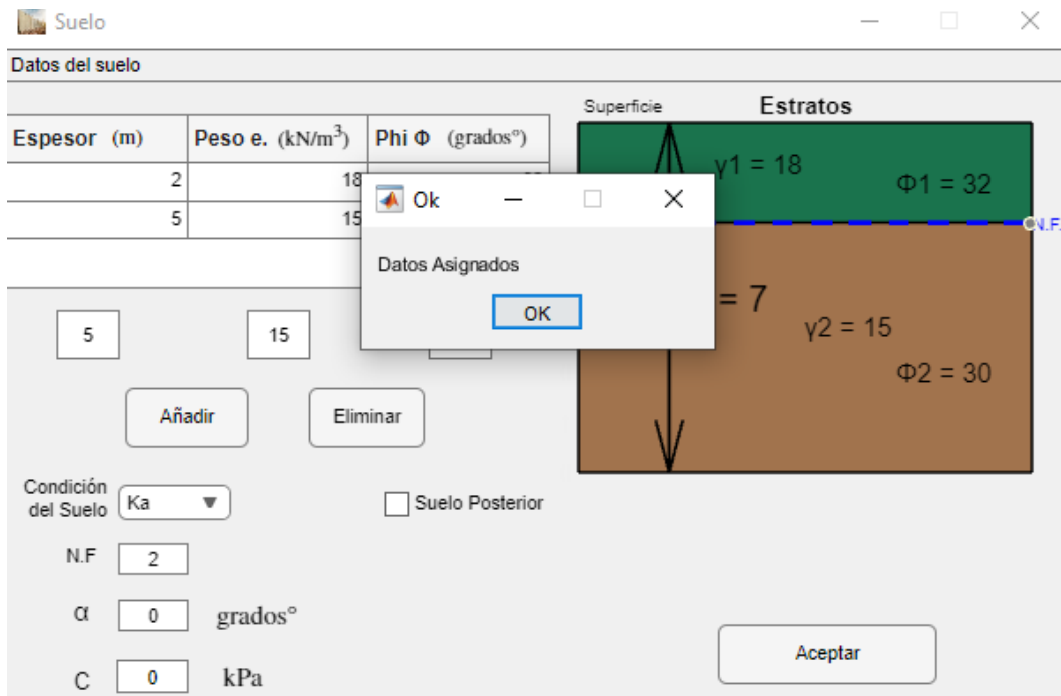 Suelo
Datos del suelo
Espesor (m) Peso e. (kN/m³) Phi Φ (grados°)
2 18
5 15
5 15
Añadir Eliminar
Condición
del Suelo
Ka
Suelo Posterior
N.F 2
α 0 grados°
C 0 kPa
Superficie Estratos
γ1 = 18
Φ1 = 32
N.F.
= 7
γ2 = 15
Φ2 = 30
Aceptar
Ok
Datos Asignados
OK